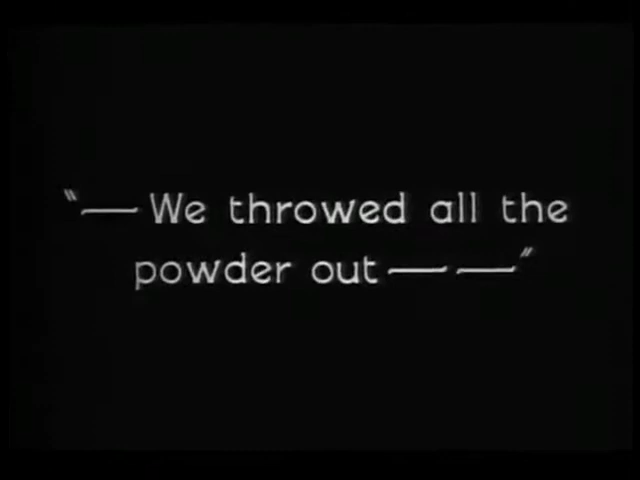 "—We throwed all the
powder out— —"